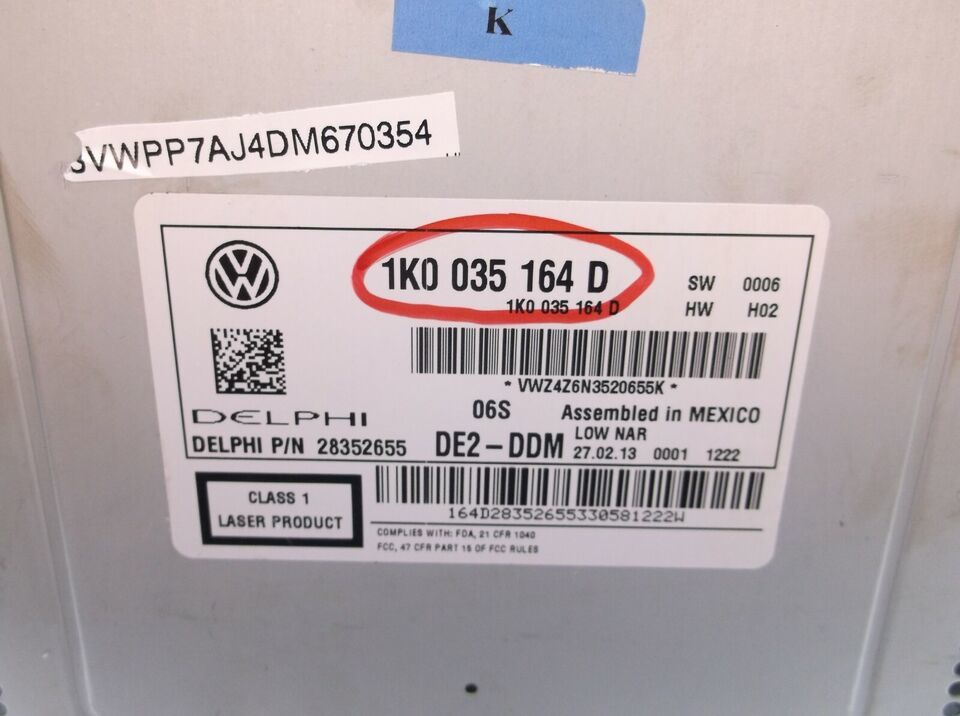 K
3VWPP7AJ4DM670354
1K0 035 164 D
1K0 035 164 D
SW 0006
HW H02
* VWZ4Z6N3520655K *
DELPHI
06S Assembled in MEXICO
DELPHI P/N 28352655
DE2-DDM
LOW NAR
27.02.13 0001 1222
164D28352655330581222W
CLASS 1
LASER PRODUCT
COMPLIES WITH: FDA, 21 CFR 1040
FCC, 47 CFR PART 15 OF FCC RULES